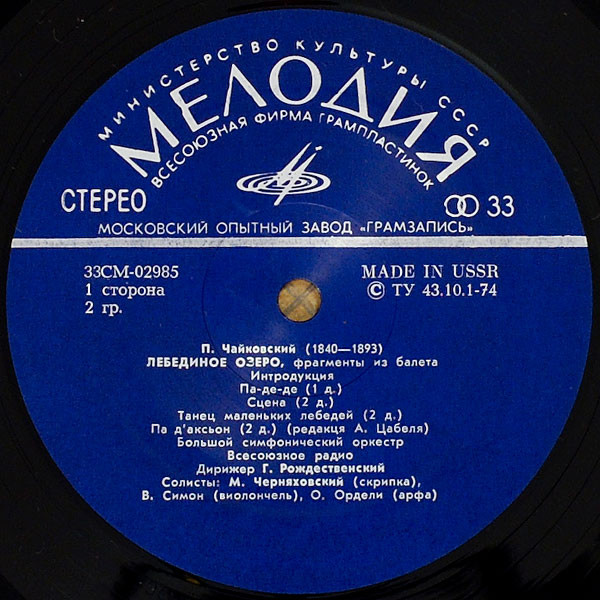 МИНИСТЕРСТВО КУЛЬТУРЫ СССР
МЕЛОДИЯ
ВСЕСОЮЗНАЯ ФИРМА ГРАМПЛАСТИНОК
СТЕРЕО
33
МОСКОВСКИЙ ОПЫТНЫЙ ЗАВОД «ГРАМЗАПИСЬ»
33СМ-02985
1 сторона
2 гр.
MADE IN USSR
© ТУ 43.10.1-74
П. Чайковский (1840—1893)
ЛЕБЕДИНОЕ ОЗЕРО, фрагменты из балета
Интродукция
Па-де-де (1 д.)
Сцена (2 д.)
Танец маленьких лебедей (2 д.)
Па д'аксьон (2 д.) (редакця А. Цабеля)
Большой симфонический оркестр
Всесоюзное радио
Дирижер Г. Рождественский
Солисты: М. Черняховский (скрипка),
В. Симон (виолончель), О. Ордели (арфа)